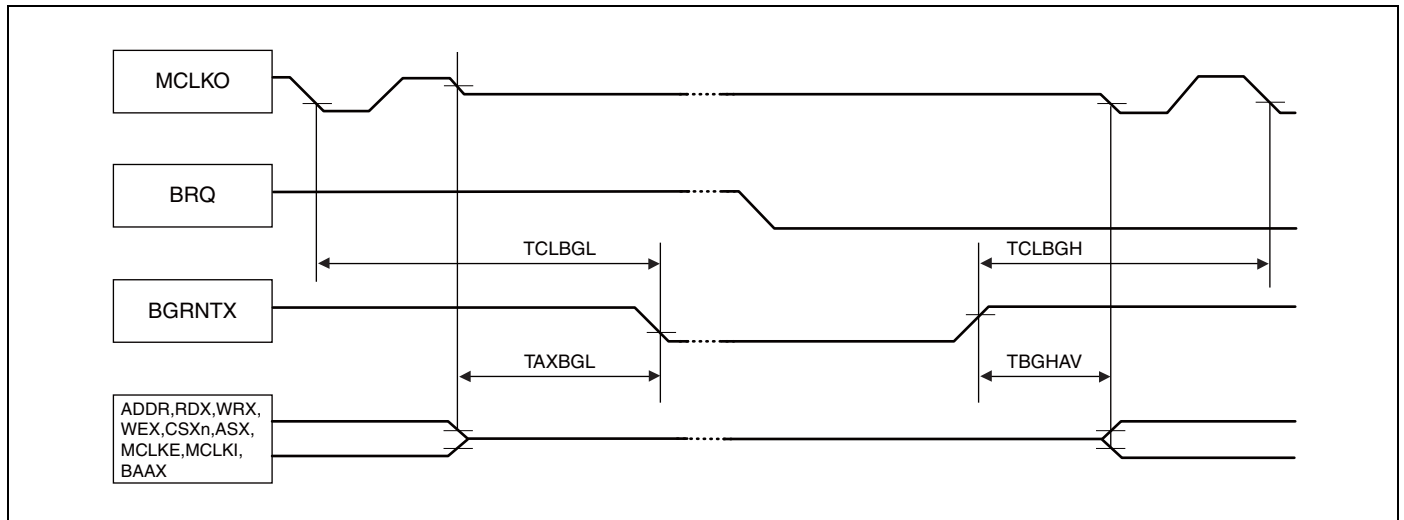 MCLKO
BRQ
TCLBGL
TCLBGH
BGRNTX
TAXBGL
TBGHAV
ADDR,RDX,WRX,
WEX,CSXn,ASX,
MCLKE,MCLKI,
BAAX